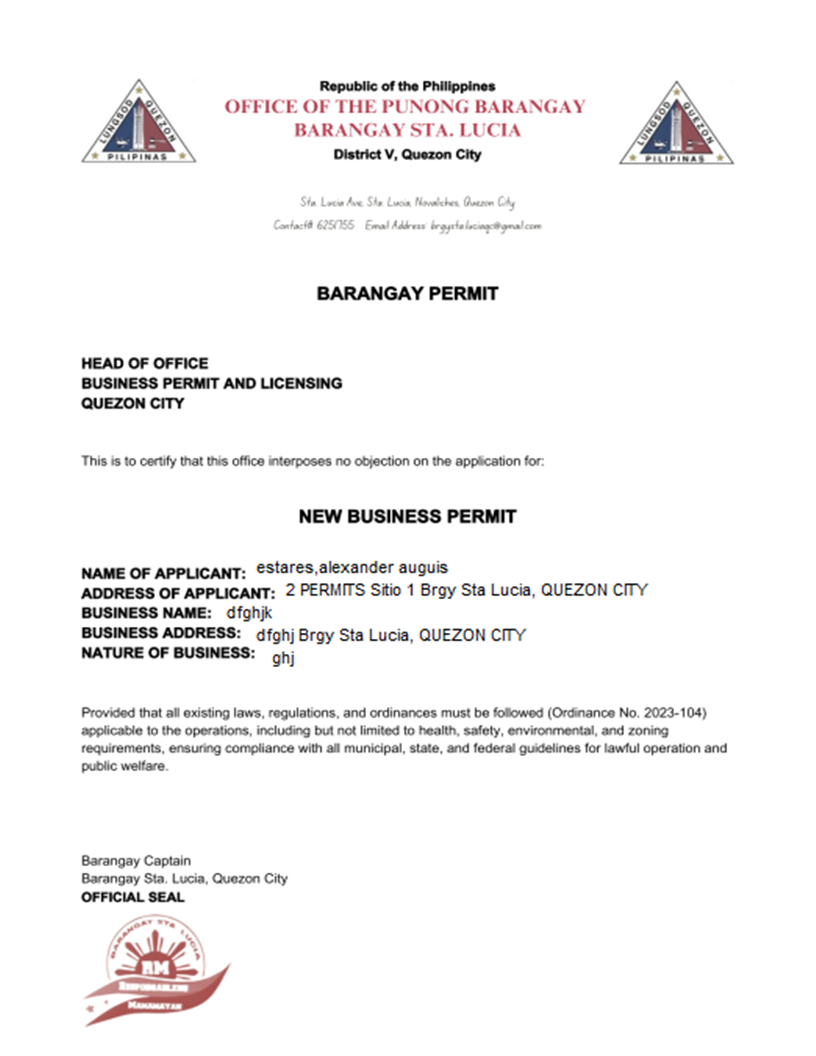 Republic of the Philippines
OFFICE OF THE PUNONG BARANGAY
BARANGAY STA. LUCIA
District V, Quezon City
LUNGSOD QUEZON
PILIPINAS
LUNGSOD QUEZON
PILIPINAS
Sta. Lucia Ave, Sta. Lucia, Novaliches, Quezon City
Contact# 6251755 Email Address: brgysta.luciaqc@gmail.com
BARANGAY PERMIT
HEAD OF OFFICE
BUSINESS PERMIT AND LICENSING
QUEZON CITY
This is to certify that this office interposes no objection on the application for:
NEW BUSINESS PERMIT
NAME OF APPLICANT: estares,alexander auguis
ADDRESS OF APPLICANT: 2 PERMITS Sitio 1 Brgy Sta Lucia, QUEZON CITY
BUSINESS NAME: dfghjk
BUSINESS ADDRESS: dfghj Brgy Sta Lucia, QUEZON CITY
NATURE OF BUSINESS: ghj
Provided that all existing laws, regulations, and ordinances must be followed (Ordinance No. 2023-104)
applicable to the operations, including but not limited to health, safety, environmental, and zoning
requirements, ensuring compliance with all municipal, state, and federal guidelines for lawful operation and
public welfare.
Barangay Captain
Barangay Sta. Lucia, Quezon City
OFFICIAL SEAL
BARANGAY STA LUCIA
RM
MAMAMAYAN